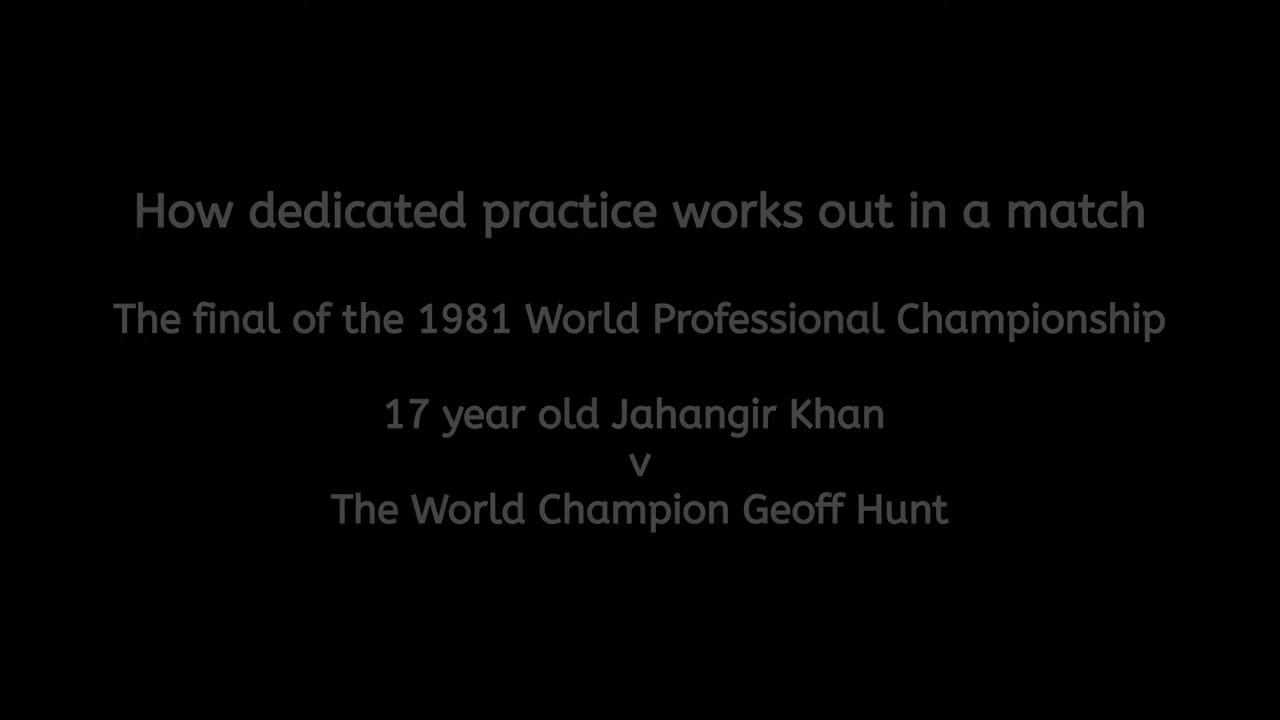 How dedicated practice works out in a match
The final of the 1981 World Professional Championship
17 year old Jahangir Khan
v
The World Champion Geoff Hunt